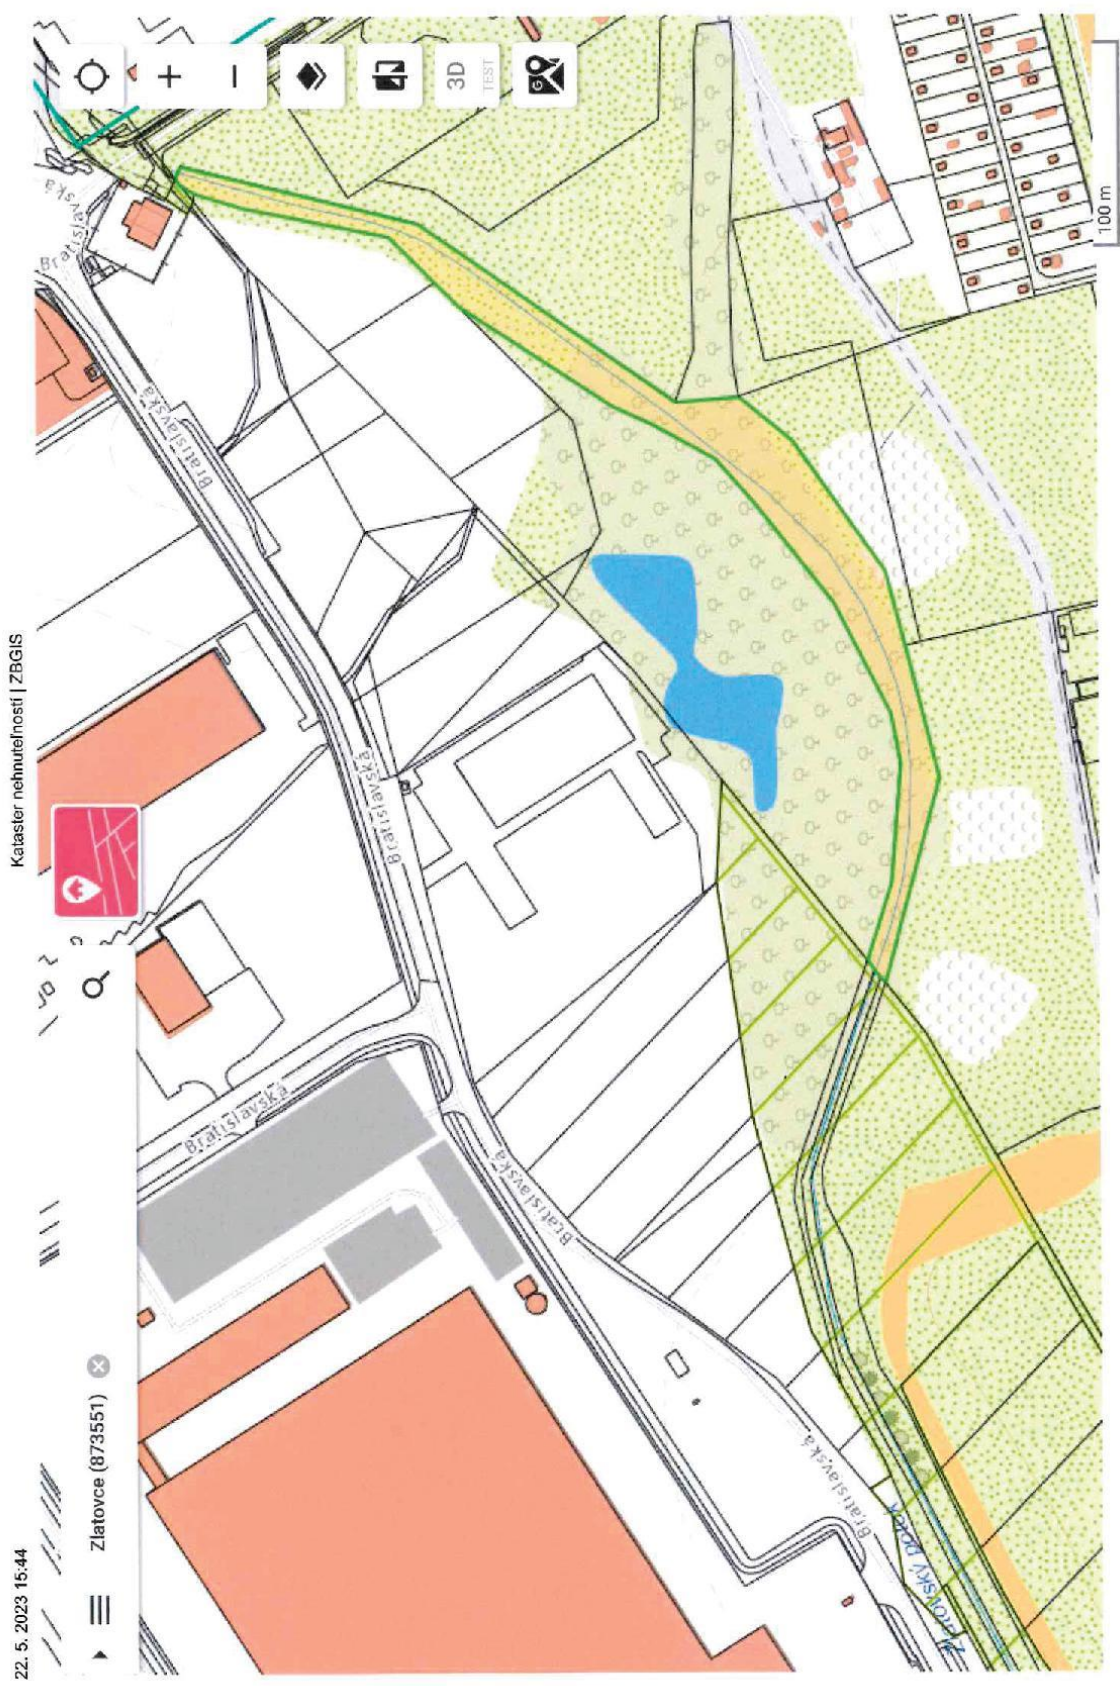 22. 5. 2023 15:44
Kataster nehnuteľností | ZBGIS
Zlatovce (873551)
3D
TEST
G
Bratislavská
Bratislavská
Bratislavská
Bratislavská
Bratislavská
Bratislavská
Bratislavská
Zlatovský potok
100 m